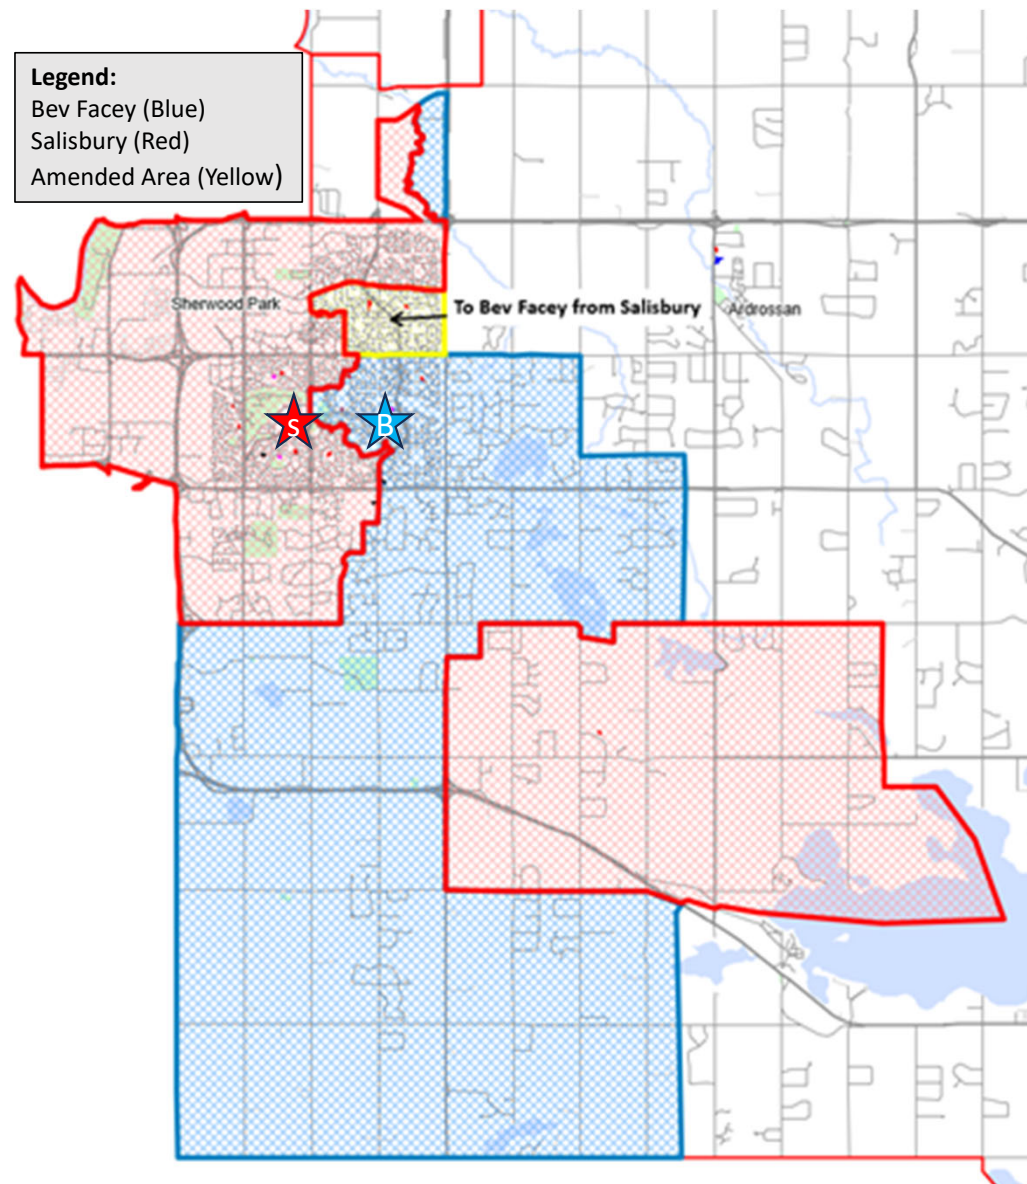 Legend:
Bev Facey (Blue)
Salisbury (Red)
Amended Area (Yellow)
Sherwood Park
To Bev Facey from Salisbury
Ardrossan
S
B